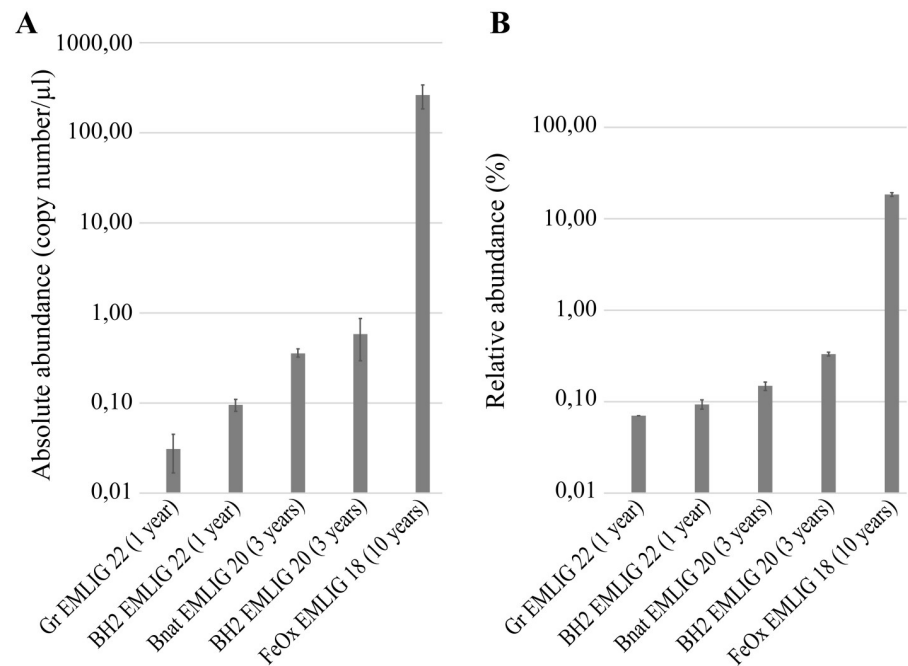 A
Absolute abundance (copy number/µl)
1000,00
100,00
10,00
1,00
0,10
0,01
Gr EMLIG 22 (1 year)
BH2 EMLIG 22 (1 year)
Bnat EMLIG 20 (3 years)
BH2 EMLIG 20 (3 years)
FeOx EMLIG 18 (10 years)
B
Relative abundance (%)
100,00
10,00
1,00
0,10
0,01
Gr EMLIG 22 (1 year)
BH2 EMLIG 22 (1 year)
Bnat EMLIG 20 (3 years)
BH2 EMLIG 20 (3 years)
FeOx EMLIG 18 (10 years)